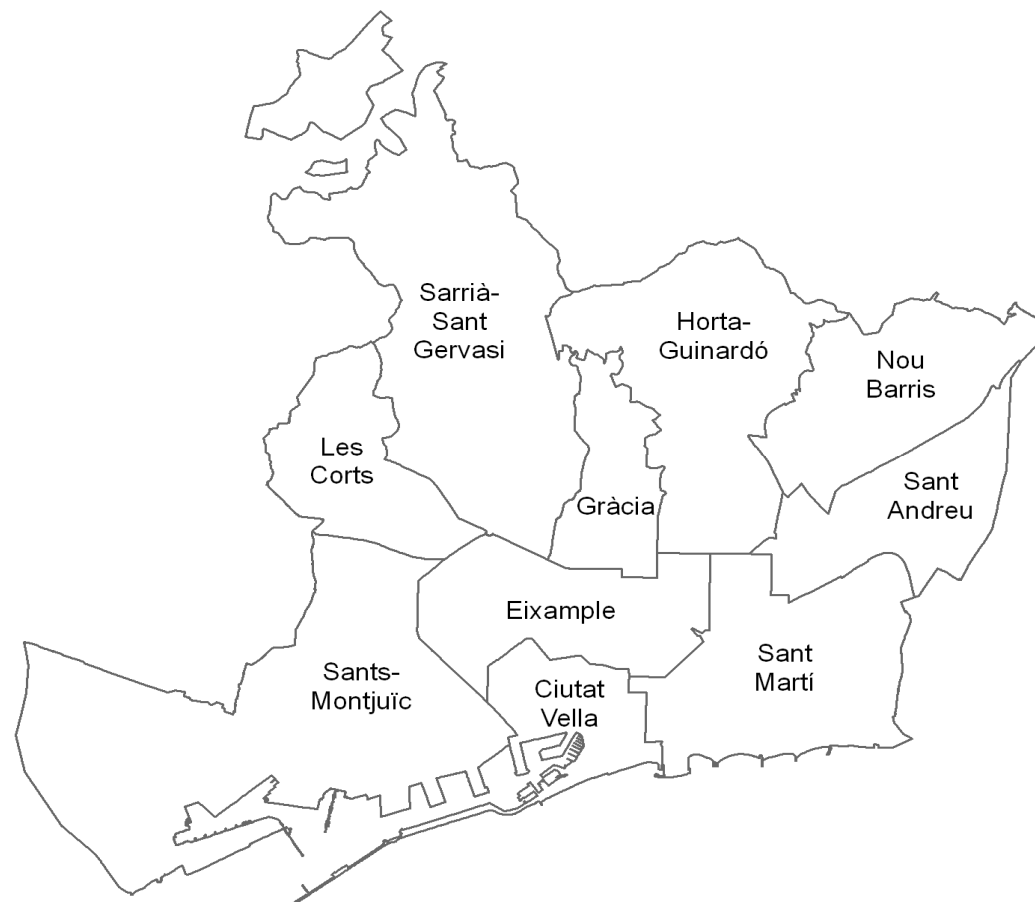 Sarrià-
Sant
Gervasi
Horta-
Guinardó
Nou
Barris
Les
Corts
Gràcia
Sant
Andreu
Eixample
Sants-
Montjuïc
Ciutat
Vella
Sant
Martí